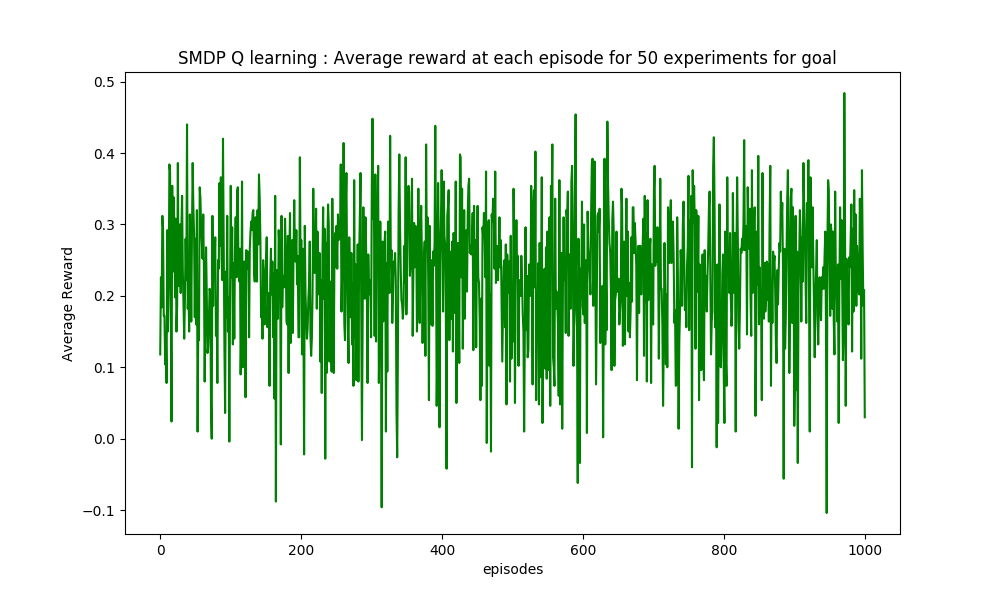 SMDP Q learning : Average reward at each episode for 50 experiments for goal
0.5
0.4
0.3
0.2
0.1
0.0
−0.1
Average Reward
0 200 400 600 800 1000
episodes